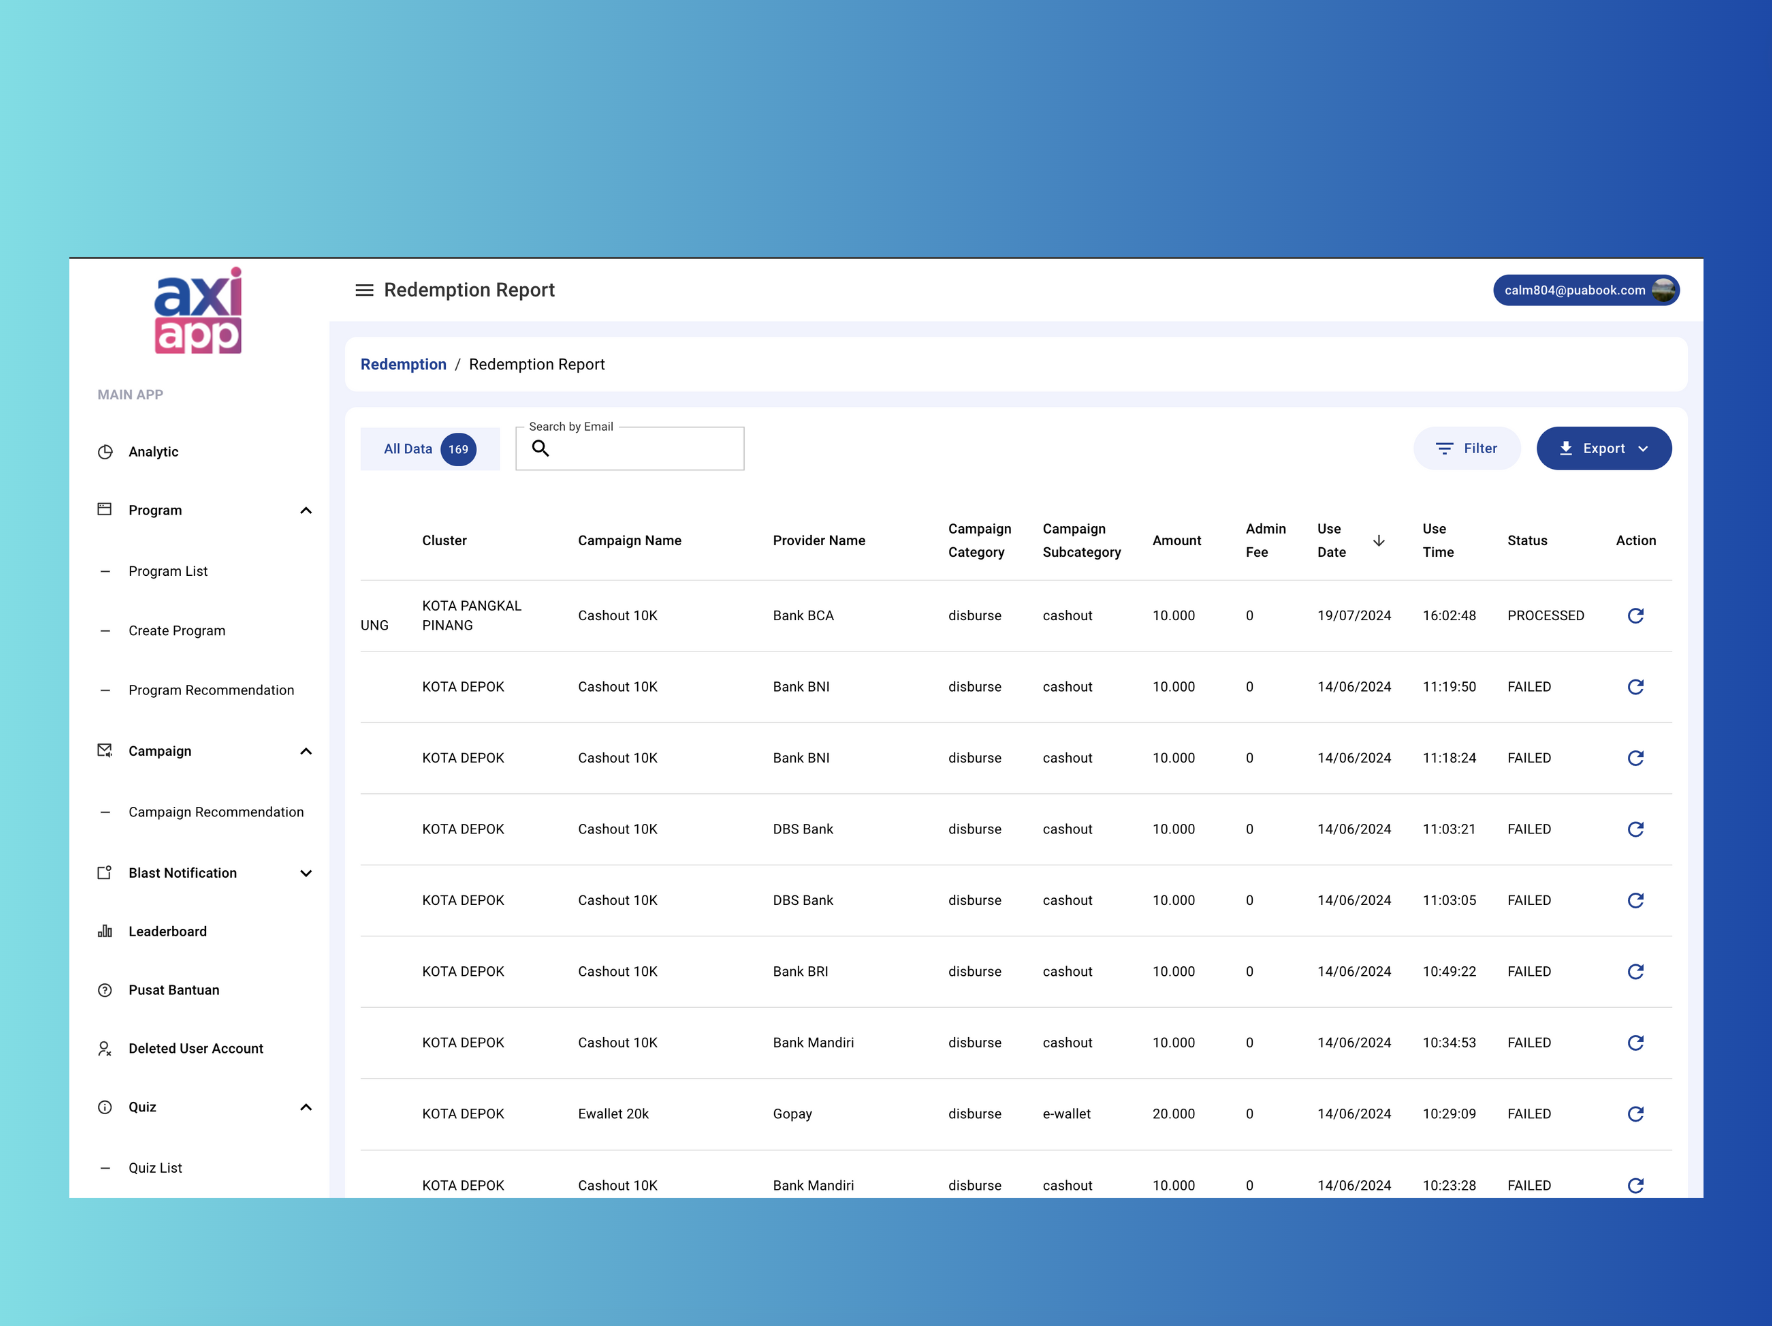 axi
app
Redemption Report
calm804@puabook.com
MAIN APP
Analytic
Program
Program List
Create Program
Program Recommendation
Campaign
Campaign Recommendation
Blast Notification
Leaderboard
Pusat Bantuan
Deleted User Account
Quiz
Quiz List
Redemption / Redemption Report
All Data 169
Search by Email
Filter
Export
Cluster Campaign Name Provider Name Campaign Category Campaign Subcategory Amount Admin Fee Use Date Use Time Status Action
UNG KOTA PANGKAL PINANG Cashout 10K Bank BCA disburse cashout 10.000 0 19/07/2024 16:02:48 PROCESSED
KOTA DEPOK Cashout 10K Bank BNI disburse cashout 10.000 0 14/06/2024 11:19:50 FAILED
KOTA DEPOK Cashout 10K Bank BNI disburse cashout 10.000 0 14/06/2024 11:18:24 FAILED
KOTA DEPOK Cashout 10K DBS Bank disburse cashout 10.000 0 14/06/2024 11:03:21 FAILED
KOTA DEPOK Cashout 10K DBS Bank disburse cashout 10.000 0 14/06/2024 11:03:05 FAILED
KOTA DEPOK Cashout 10K Bank BRI disburse cashout 10.000 0 14/06/2024 10:49:22 FAILED
KOTA DEPOK Cashout 10K Bank Mandiri disburse cashout 10.000 0 14/06/2024 10:34:53 FAILED
KOTA DEPOK Ewallet 20k Gopay disburse e-wallet 20.000 0 14/06/2024 10:29:09 FAILED
KOTA DEPOK Cashout 10K Bank Mandiri disburse cashout 10.000 0 14/06/2024 10:23:28 FAILED